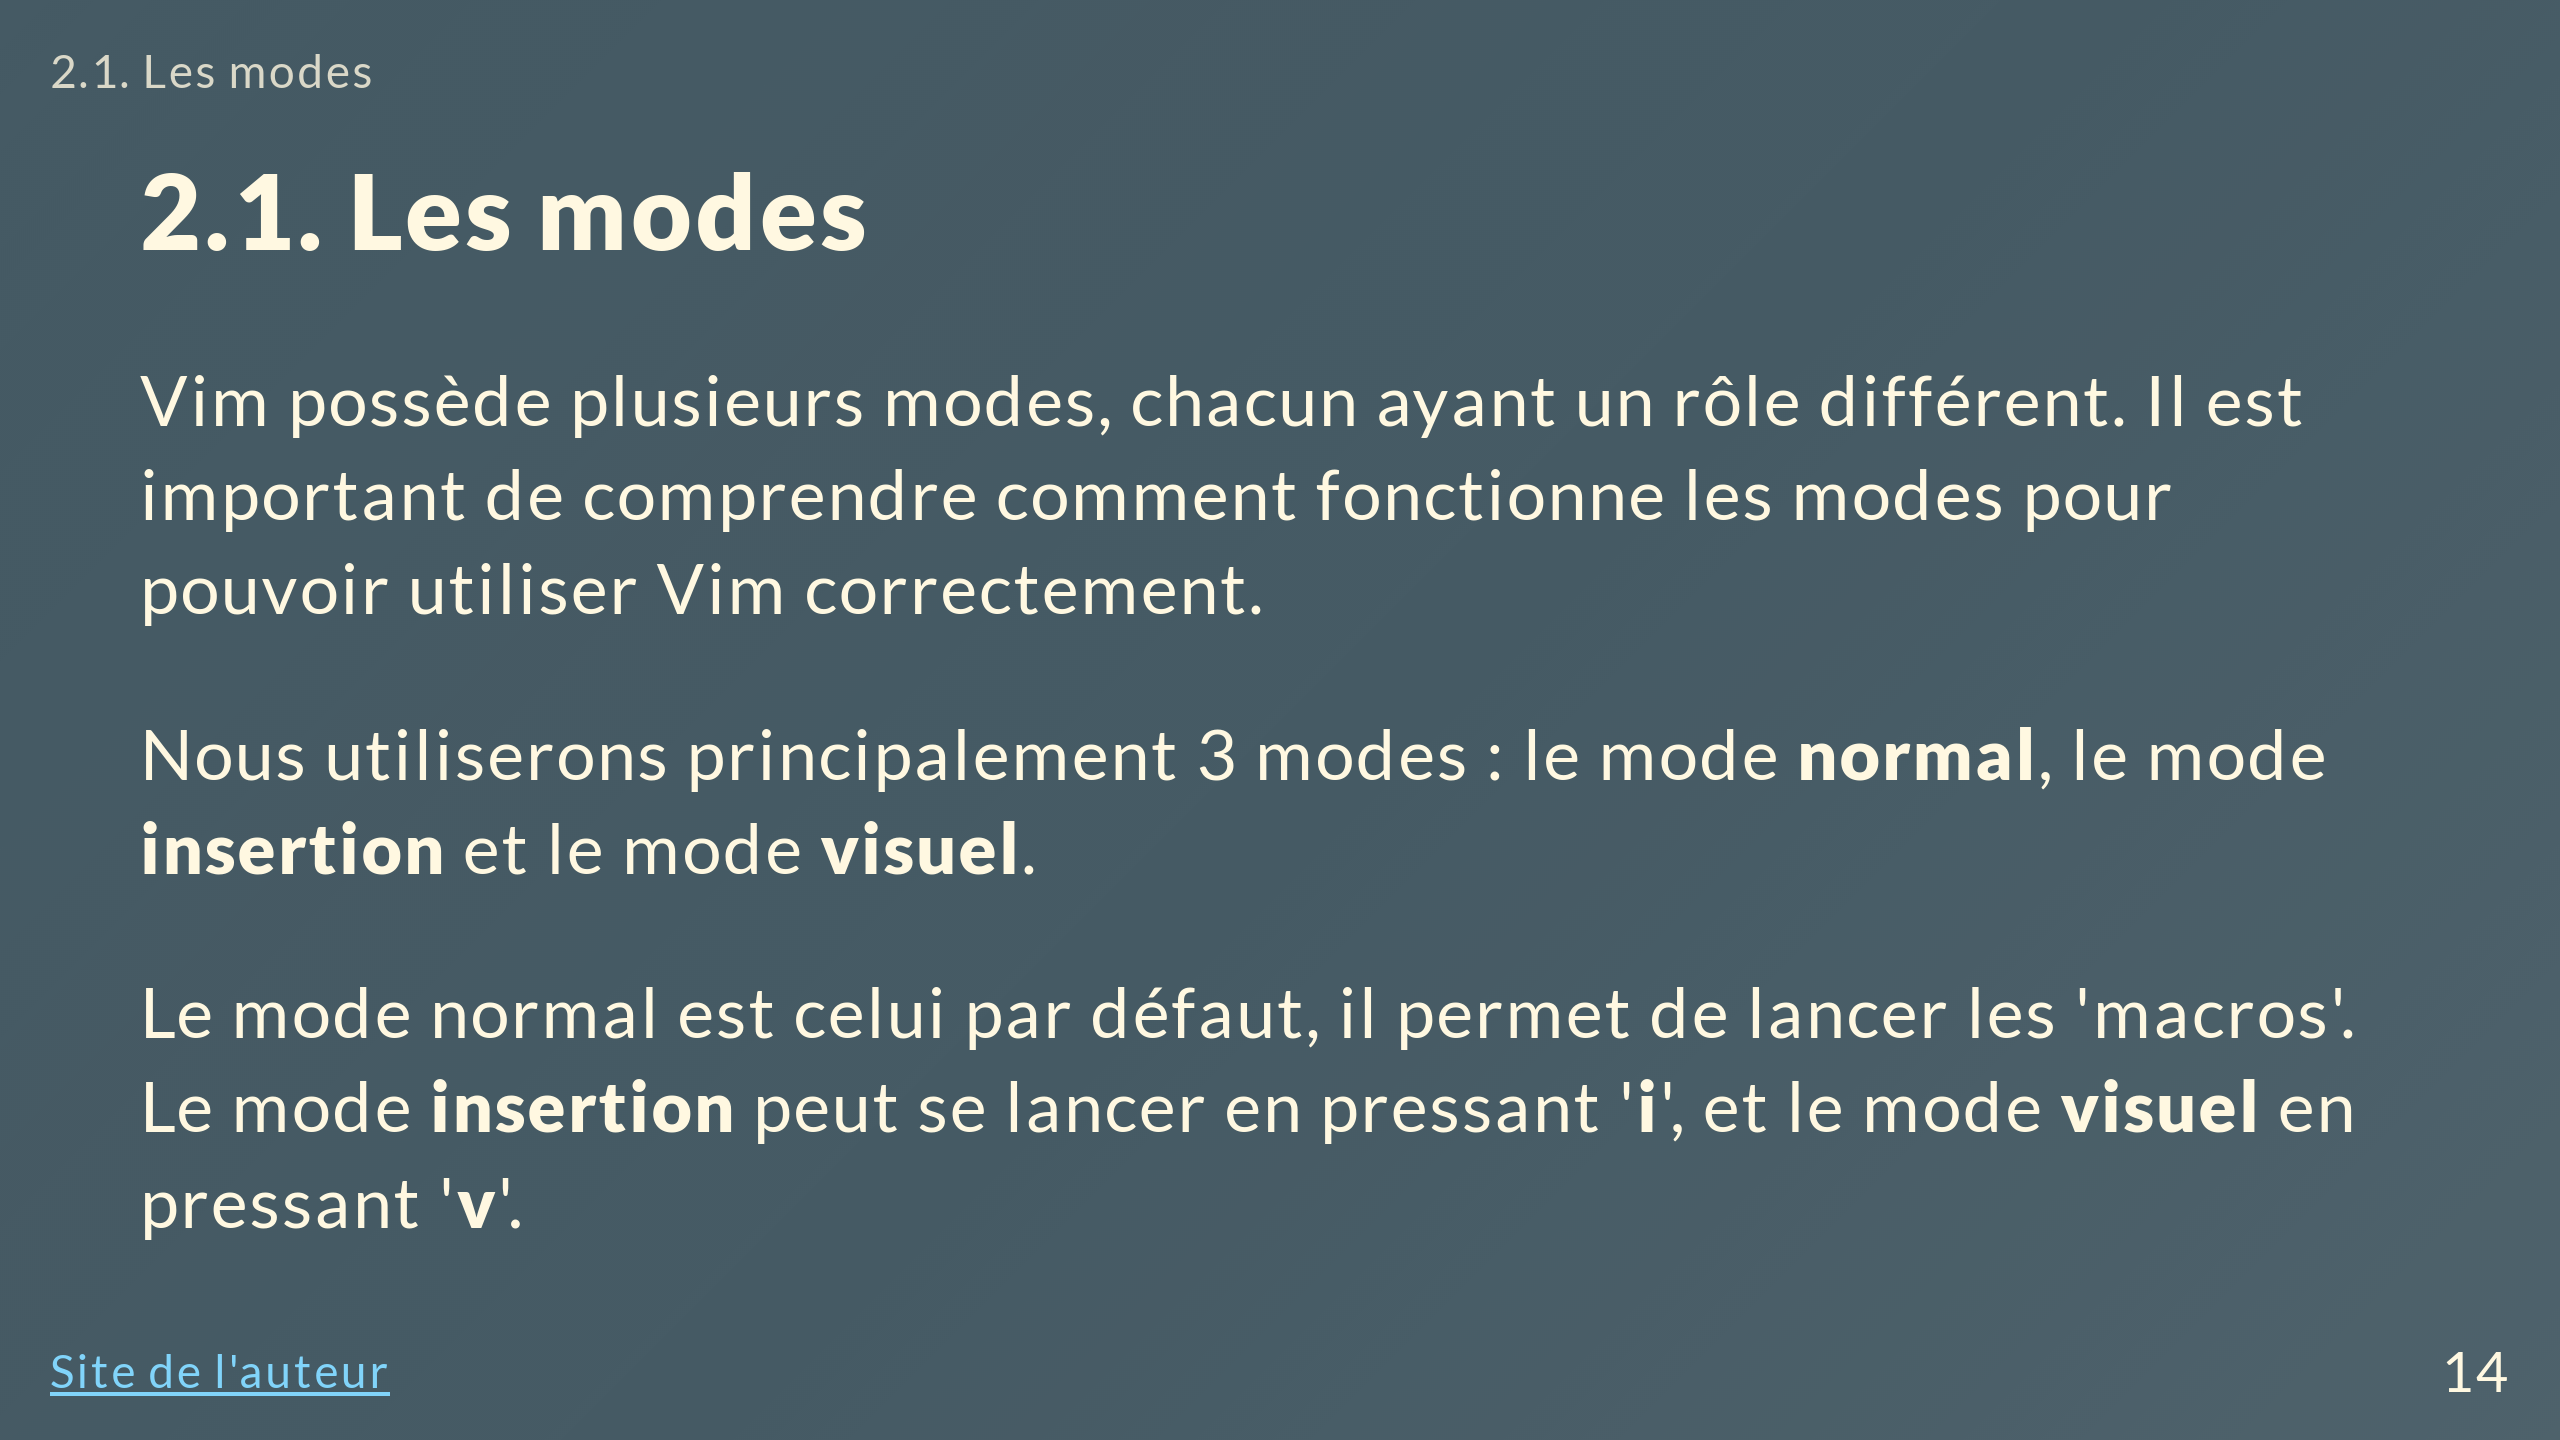 2.1. Les modes
2.1. Les modes
Vim possède plusieurs modes, chacun ayant un rôle différent. Il est
important de comprendre comment fonctionne les modes pour
pouvoir utiliser Vim correctement.
Nous utiliserons principalement 3 modes : le mode normal, le mode
insertion et le mode visuel.
Le mode normal est celui par défaut, il permet de lancer les 'macros'.
Le mode insertion peut se lancer en pressant 'i', et le mode visuel en
pressant 'v'.
Site de l'auteur
14